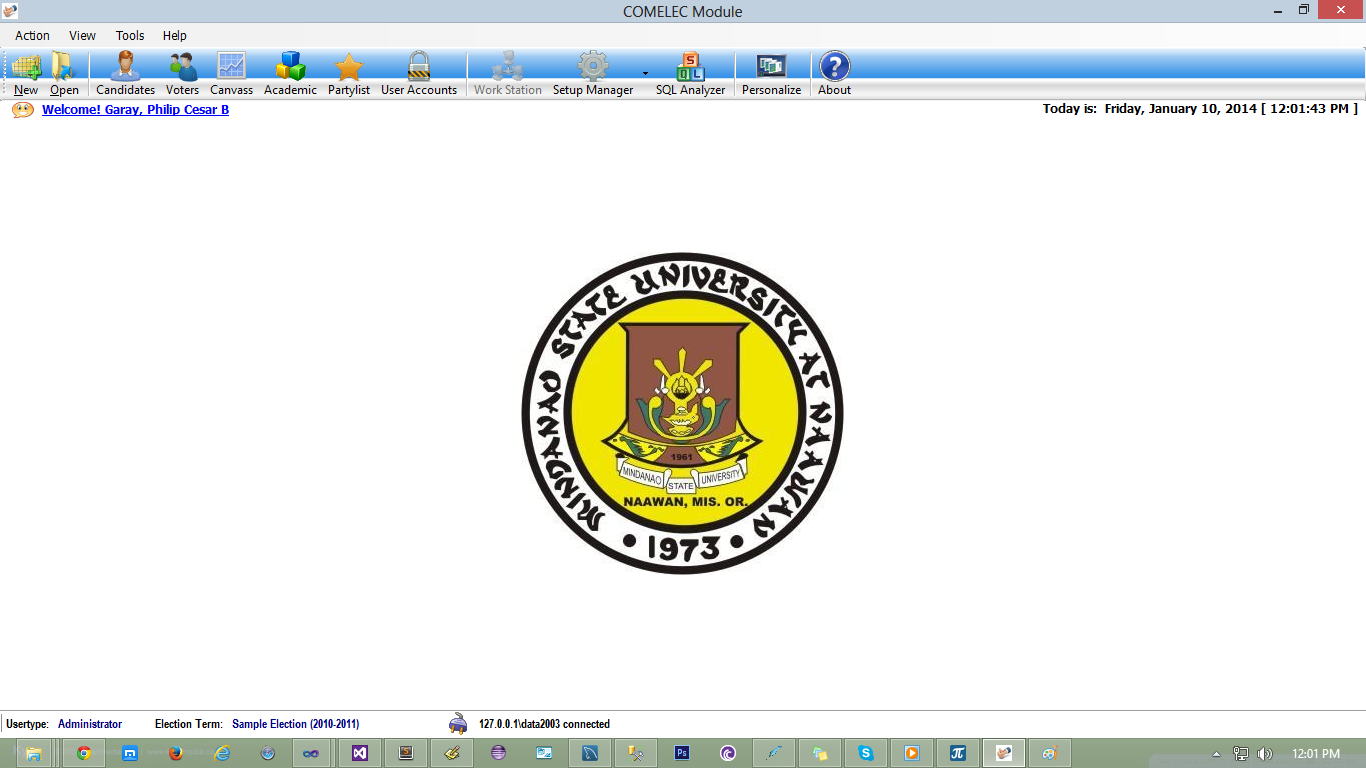 COMELEC Module
Action View Tools Help
New Open Candidates Voters Canvass Academic Partylist User Accounts Work Station Setup Manager SQL Analyzer Personalize About
Welcome! Garay, Philip Cesar B
Today is: Friday, January 10, 2014 [ 12:01:43 PM ]
MINDANAO STATE UNIVERSITY AT NAAWAN
1961
MINDANAO STATE UNIVERSITY
NAAWAN, MIS. OR.
• 1973 •
Usertype: Administrator Election Term: Sample Election (2010-2011) 127.0.0.1\data2003 connected
12:01 PM